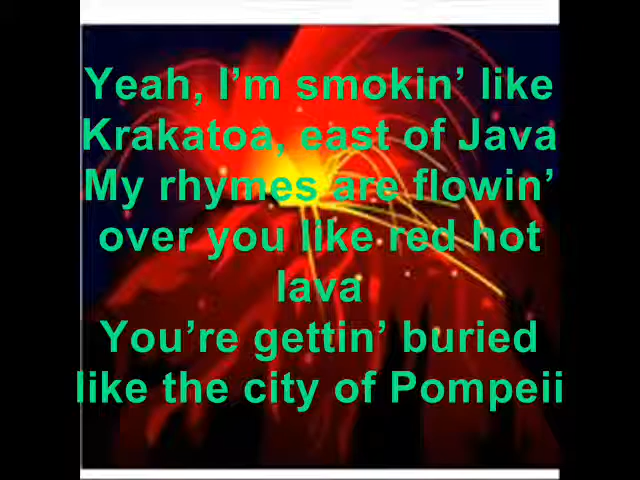 Yeah, I’m smokin’ like
Krakatoa, east of Java
My rhymes are flowin’
over you like red hot
lava
You’re gettin’ buried
like the city of Pompeii